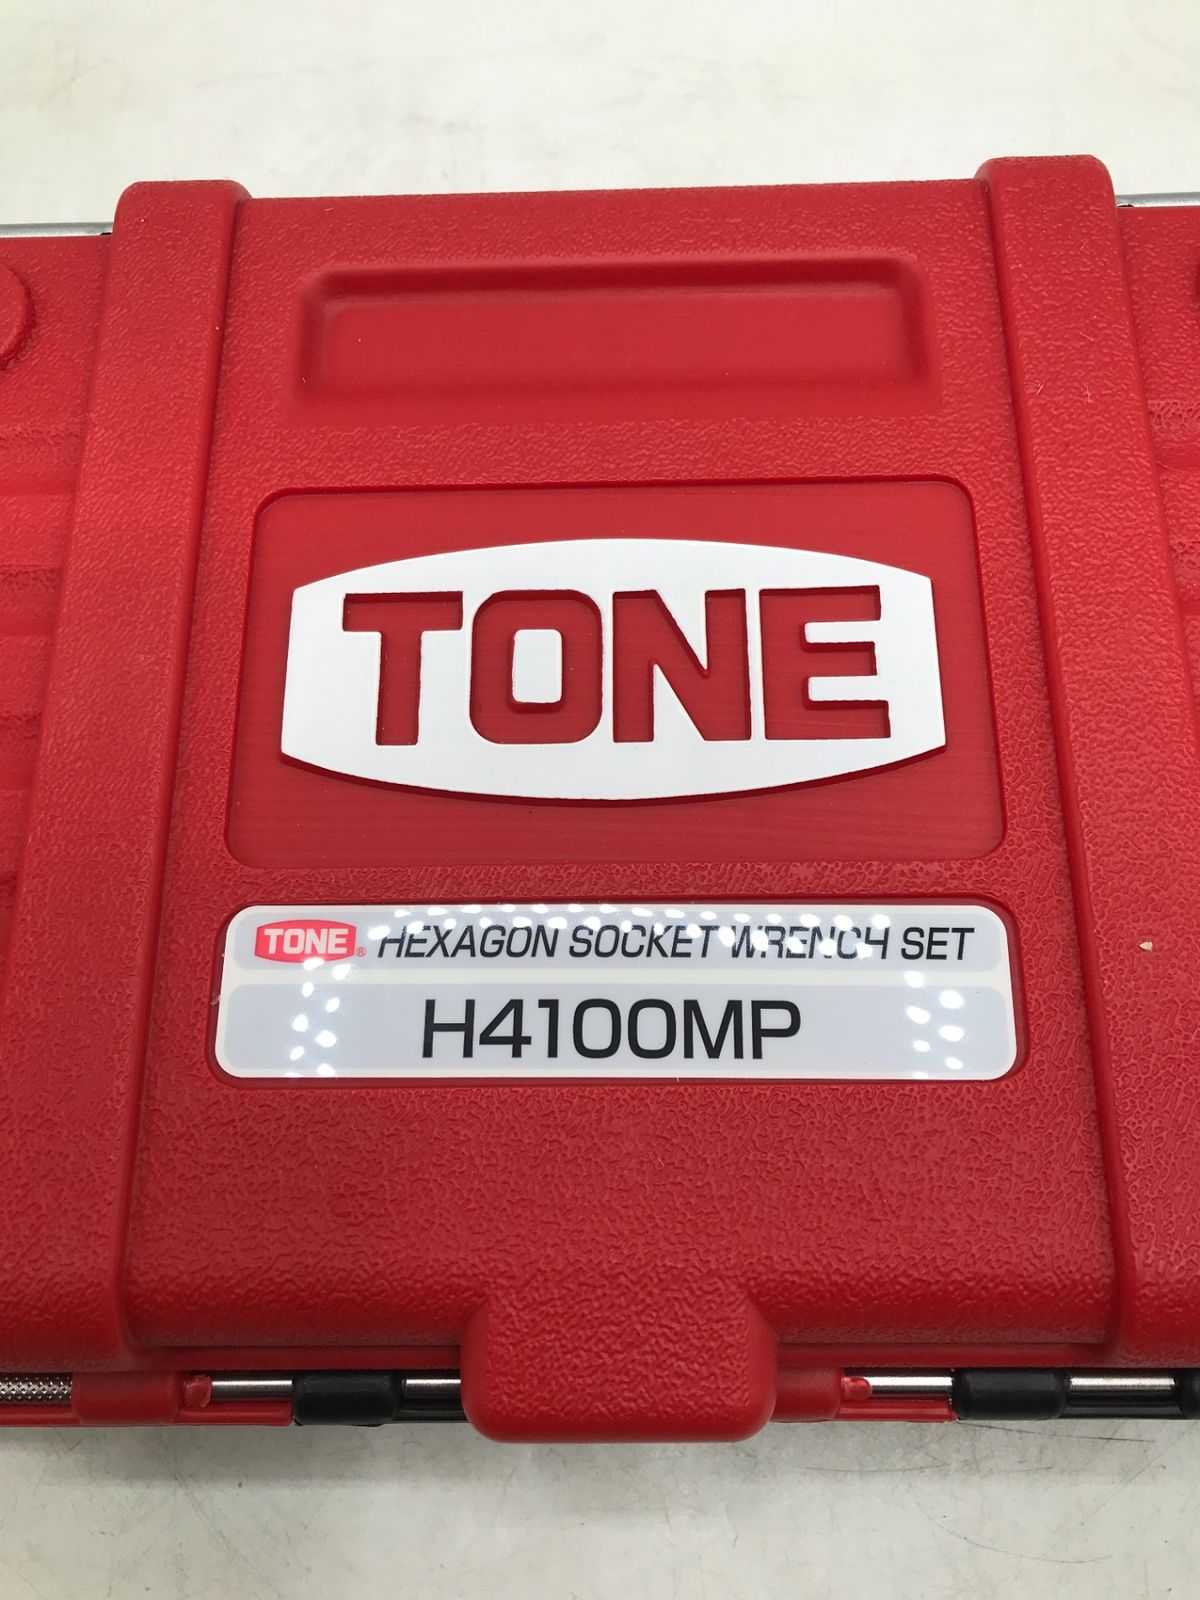 TONE
TONE® HEXAGON SOCKET WRENCH SET
H4100MP